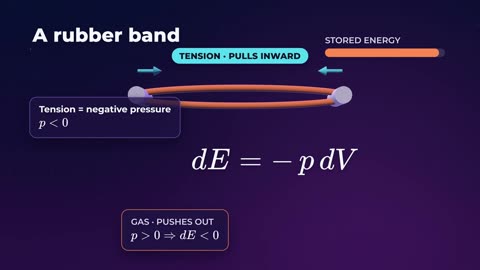 A rubber band
STORED ENERGY
TENSION · PULLS INWARD
Tension = negative pressure
p < 0
dE = − p dV
GAS · PUSHES OUT
p > 0 ⇒ dE < 0